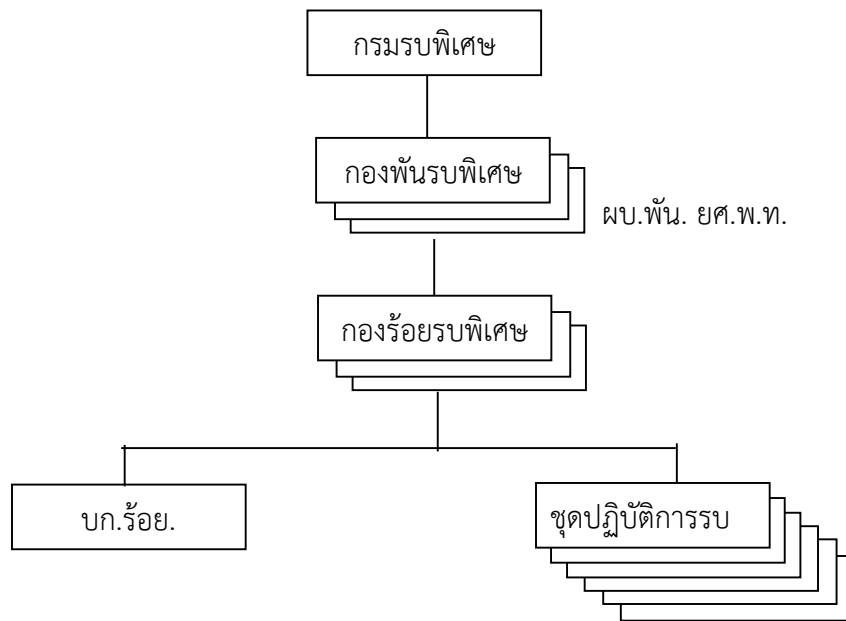 กรมรบพิเศษ
กองพันรบพิเศษ
ผบ.พัน. ยศ.พ.ท.
กองร้อยรบพิเศษ
บก.ร้อย.
ชุดปฏิบัติการรบ